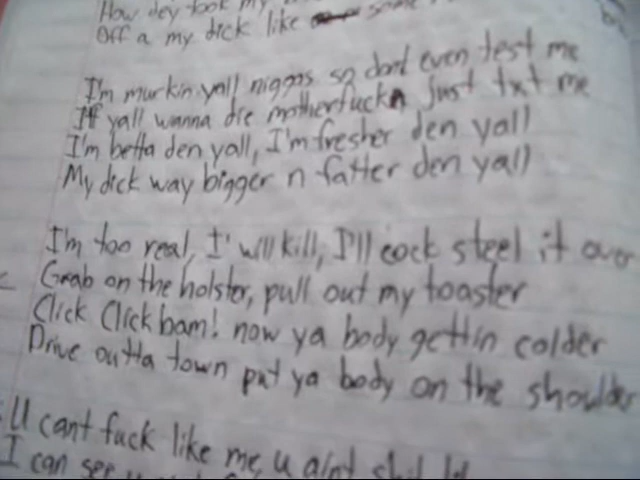 How dey took my
Off a my dick like some
I'm murkin yall niggas so dont even test me
If yall wanna die motherfuckn just txt me
I'm betta den yall, I'm fresher den yall
My dick way bigger n fatter den yall
I'm too real, I'wll kill, I'll cock steel it over
Grab on the holster, pull out my toaster
Click Click bam! now ya body gettin colder
Drive outta town put ya body on the shoulder
U cant fuck like me, u aint
I can see